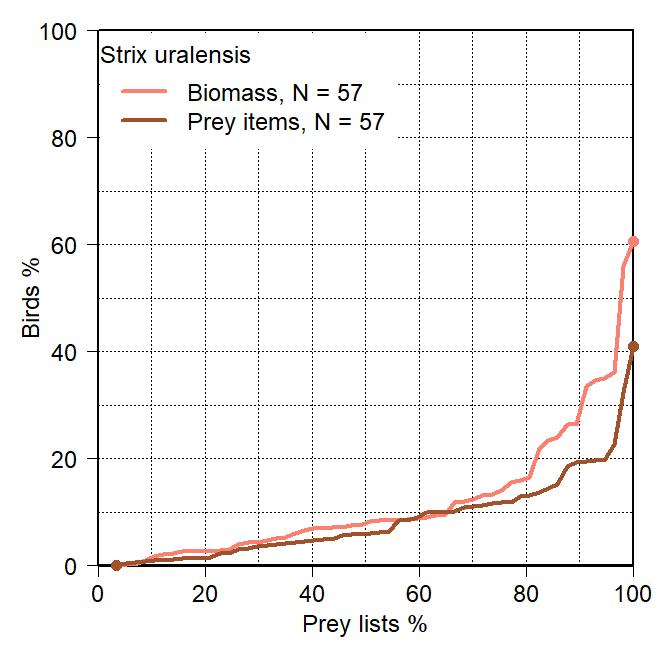 Strix uralensis
Biomass, N = 57
Prey items, N = 57
100
80
60
40
20
0
Birds %
0 20 40 60 80 100
Prey lists %